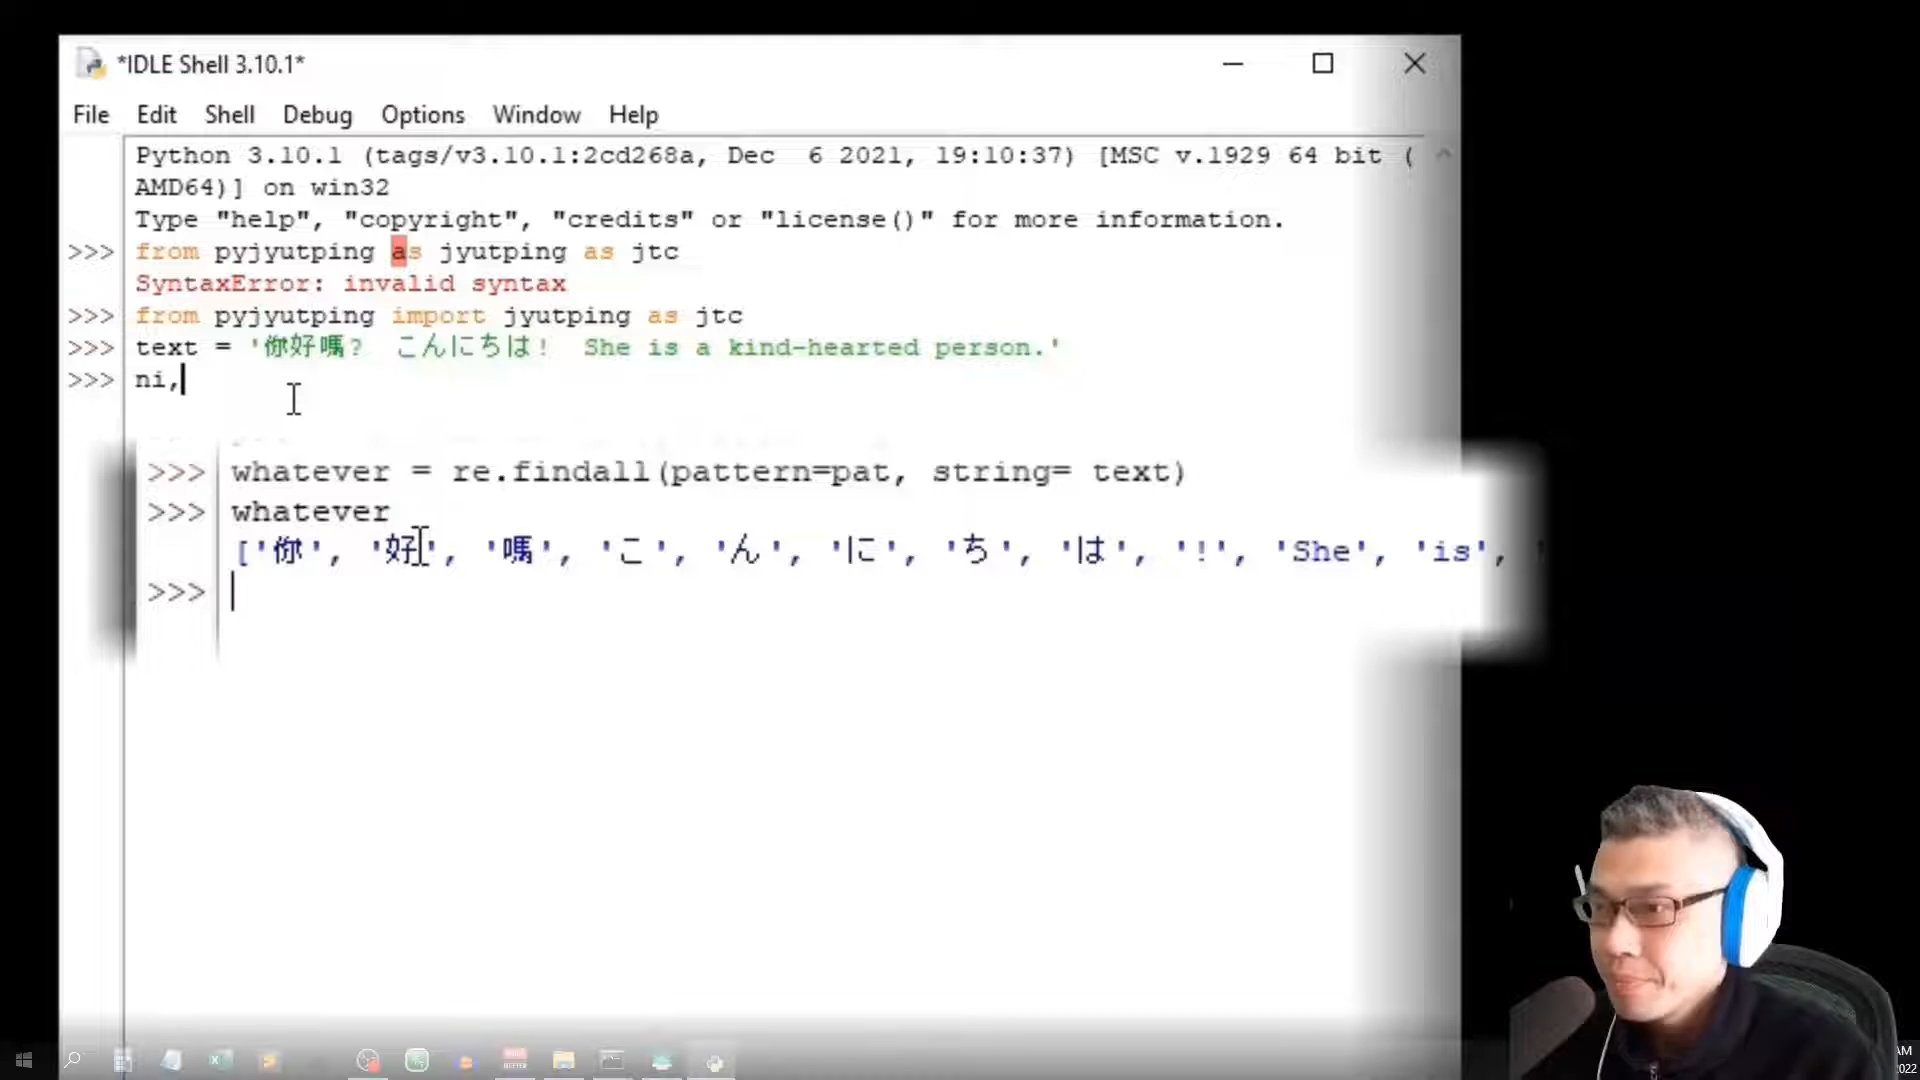 *IDLE Shell 3.10.1*
File Edit Shell Debug Options Window Help
Python 3.10.1 (tags/v3.10.1:2cd268a, Dec  6 2021, 19:10:37) [MSC v.1929 64 bit (
AMD64)] on win32
Type "help", "copyright", "credits" or "license()" for more information.
>>> from pyjyutping as jyutping as jtc
SyntaxError: invalid syntax
>>> from pyjyutping import jyutping as jtc
>>> text = '你好嗎？ こんにちは！ She is a kind-hearted person.'
>>> ni,
>>> whatever = re.findall(pattern=pat, string= text)
>>> whatever
['你', '好', '嗎', 'こ', 'ん', 'に', 'ち', 'は', '!', 'She', 'is',
>>>
AM
2022